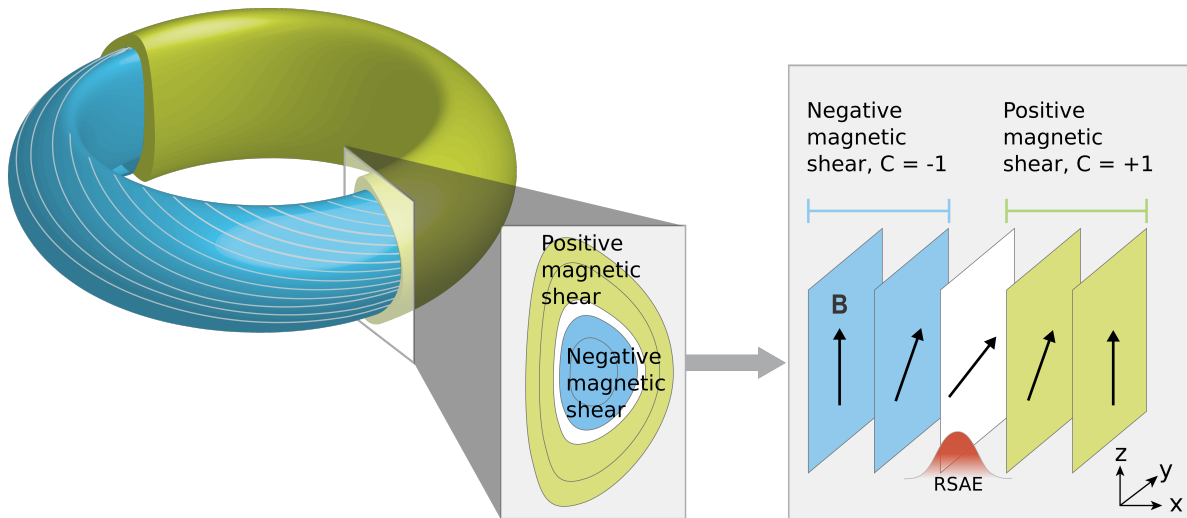 Positive
magnetic
shear
Negative
magnetic
shear
Negative
magnetic
shear, C = -1
Positive
magnetic
shear, C = +1
B
RSAE
z
y
x